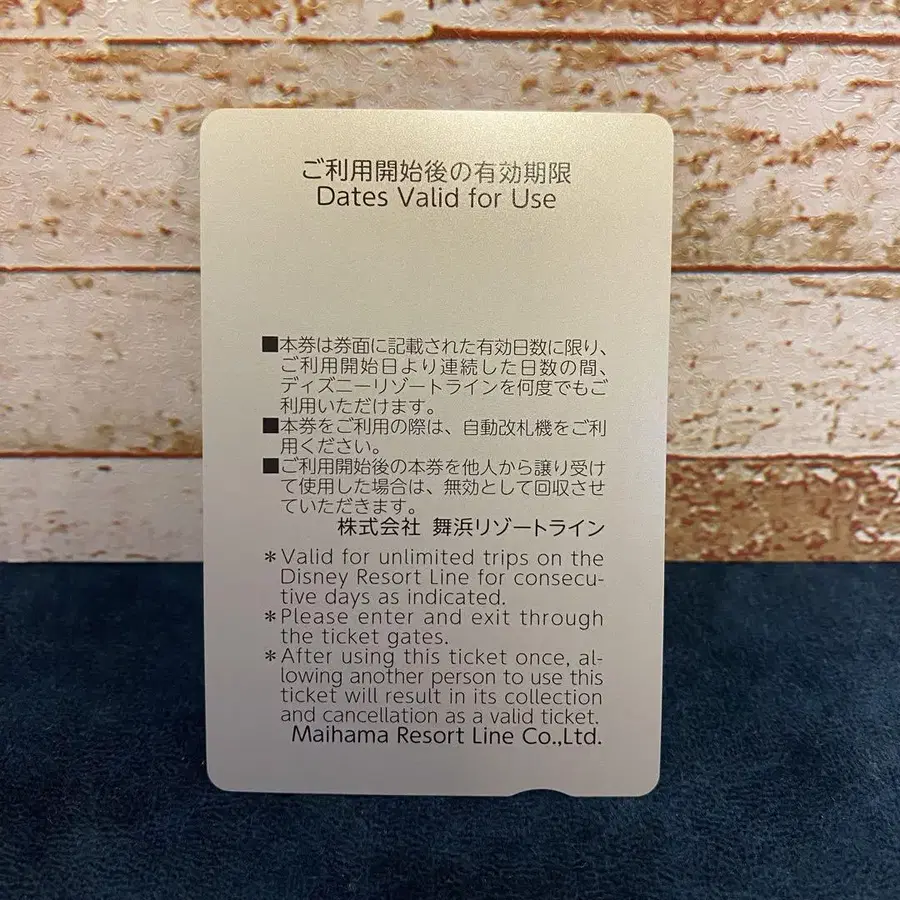 ご利用開始後の有効期限
Dates Valid for Use
■本券は券面に記載された有効日数に限り、
ご利用開始日より連続した日数の間、
ディズニーリゾートラインを何度でもご
利用いただけます。
■本券をご利用の際は、自動改札機をご利
用ください。
■ご利用開始後の本券を他人から譲り受け
て使用した場合は、無効として回収させ
ていただきます。
株式会社 舞浜リゾートライン
*Valid for unlimited trips on the
Disney Resort Line for consecu-
tive days as indicated.
*Please enter and exit through
the ticket gates.
*After using this ticket once, al-
lowing another person to use this
ticket will result in its collection
and cancellation as a valid ticket.
Maihama Resort Line Co.,Ltd.